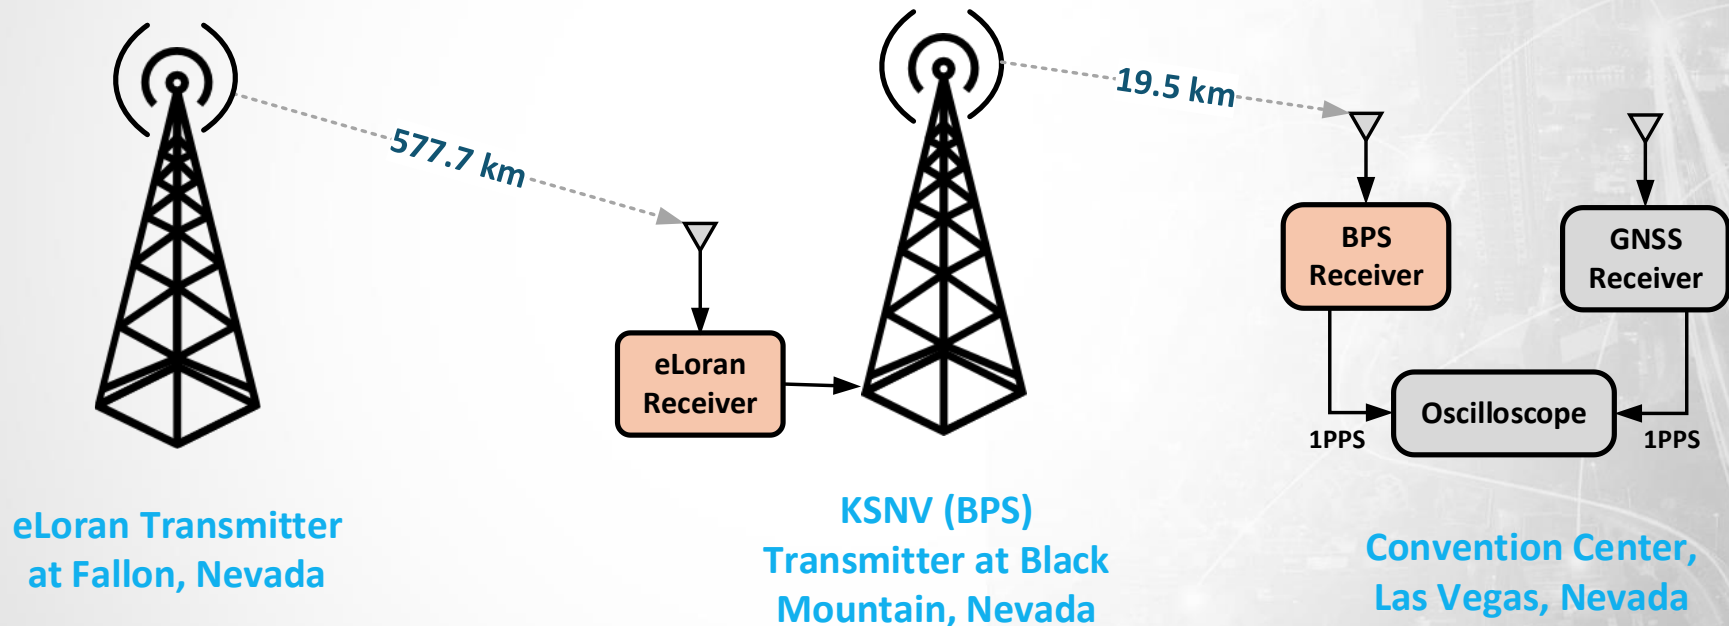 577.7 km
19.5 km
eLoran
Receiver
BPS
Receiver
GNSS
Receiver
Oscilloscope
1PPS
1PPS
eLoran Transmitter
at Fallon, Nevada
KSNV (BPS)
Transmitter at Black
Mountain, Nevada
Convention Center,
Las Vegas, Nevada